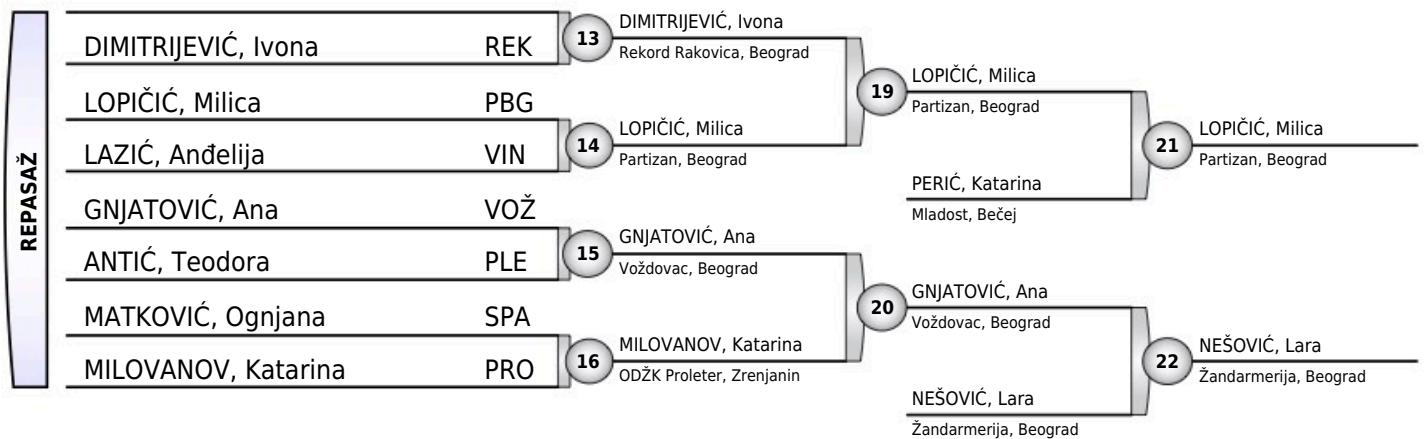 REPASAŽ
DIMITRIJEVIĆ, Ivona REK
LOPIČIĆ, Milica PBG
LAZIĆ, Anđelija VIN
GNJATOVIĆ, Ana VOŽ
ANTIĆ, Teodora PLE
MATKOVIĆ, Ognjana SPA
MILOVANOV, Katarina PRO
13
DIMITRIJEVIĆ, Ivona
Rekord Rakovica, Beograd
14
LOPIČIĆ, Milica
Partizan, Beograd
15
GNJATOVIĆ, Ana
Voždovac, Beograd
16
MILOVANOV, Katarina
ODŽK Proleter, Zrenjanin
19
LOPIČIĆ, Milica
Partizan, Beograd
PERIĆ, Katarina
Mladost, Bečej
20
GNJATOVIĆ, Ana
Voždovac, Beograd
NEŠOVIĆ, Lara
Žandarmerija, Beograd
21
LOPIČIĆ, Milica
Partizan, Beograd
22
NEŠOVIĆ, Lara
Žandarmerija, Beograd